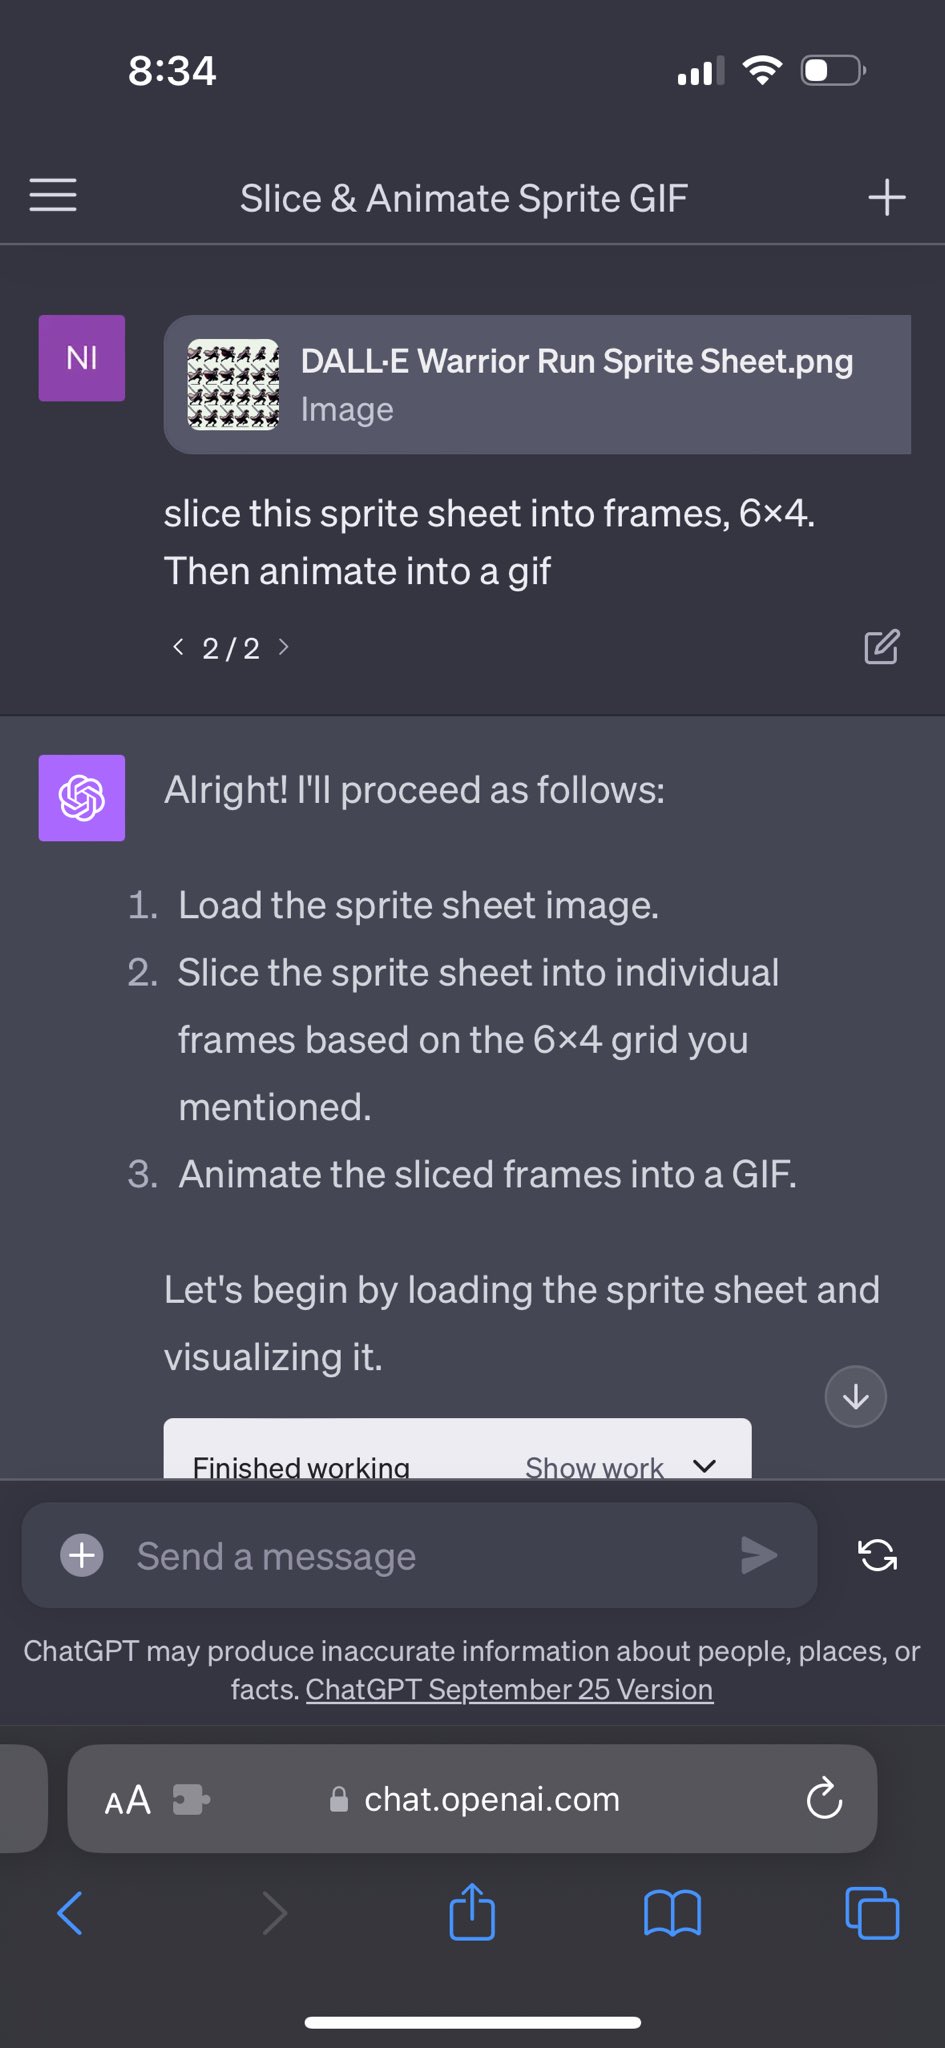 8:34
Slice & Animate Sprite GIF
NI
DALL·E Warrior Run Sprite Sheet.png
Image
slice this sprite sheet into frames, 6×4.
Then animate into a gif
< 2 / 2 >
Alright! I'll proceed as follows:
1. Load the sprite sheet image.
2. Slice the sprite sheet into individual
frames based on the 6×4 grid you
mentioned.
3. Animate the sliced frames into a GIF.
Let's begin by loading the sprite sheet and
visualizing it.
Finished working Show work
Send a message
ChatGPT may produce inaccurate information about people, places, or
facts. ChatGPT September 25 Version
AA chat.openai.com